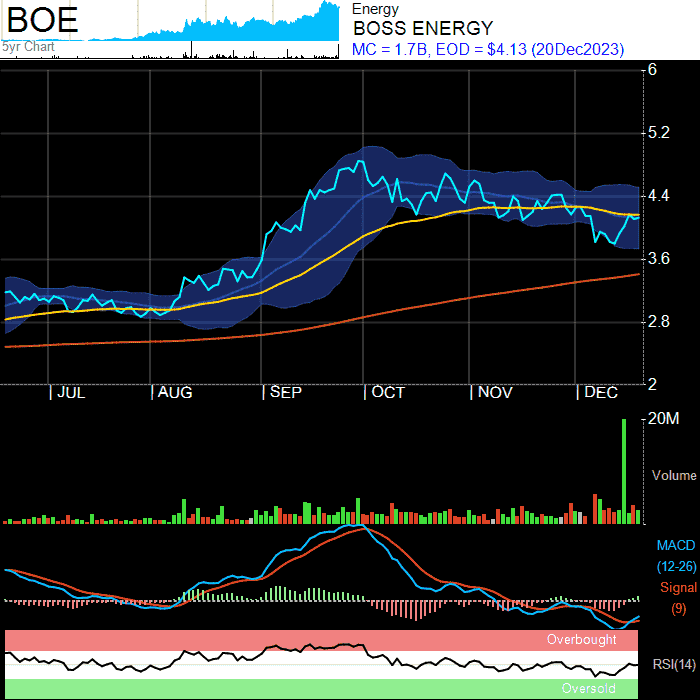 BOE
5yr Chart
Energy
BOSS ENERGY
MC = 1.7B, EOD = $4.13 (20Dec2023)
6
5.2
4.4
3.6
2.8
2
| JUL | AUG | SEP | OCT | NOV | DEC
20M
Volume
MACD
(12-26)
Signal
(9)
Overbought
RSI(14)
Oversold